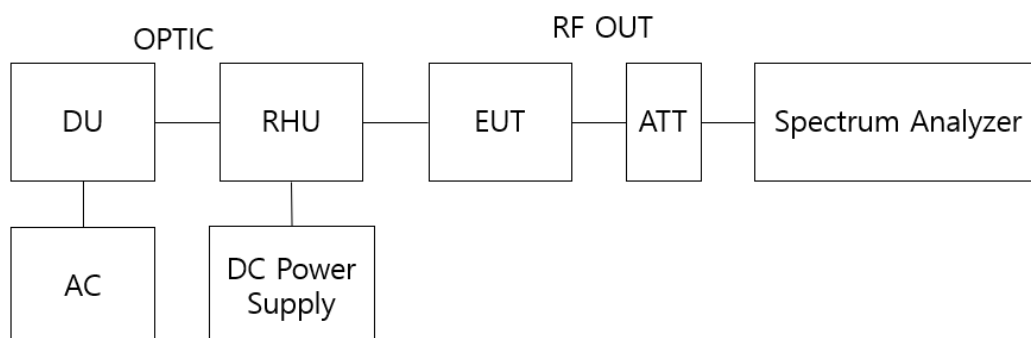 OPTIC
RF OUT
DU
RHU
EUT
ATT
Spectrum Analyzer
AC
DC Power
Supply